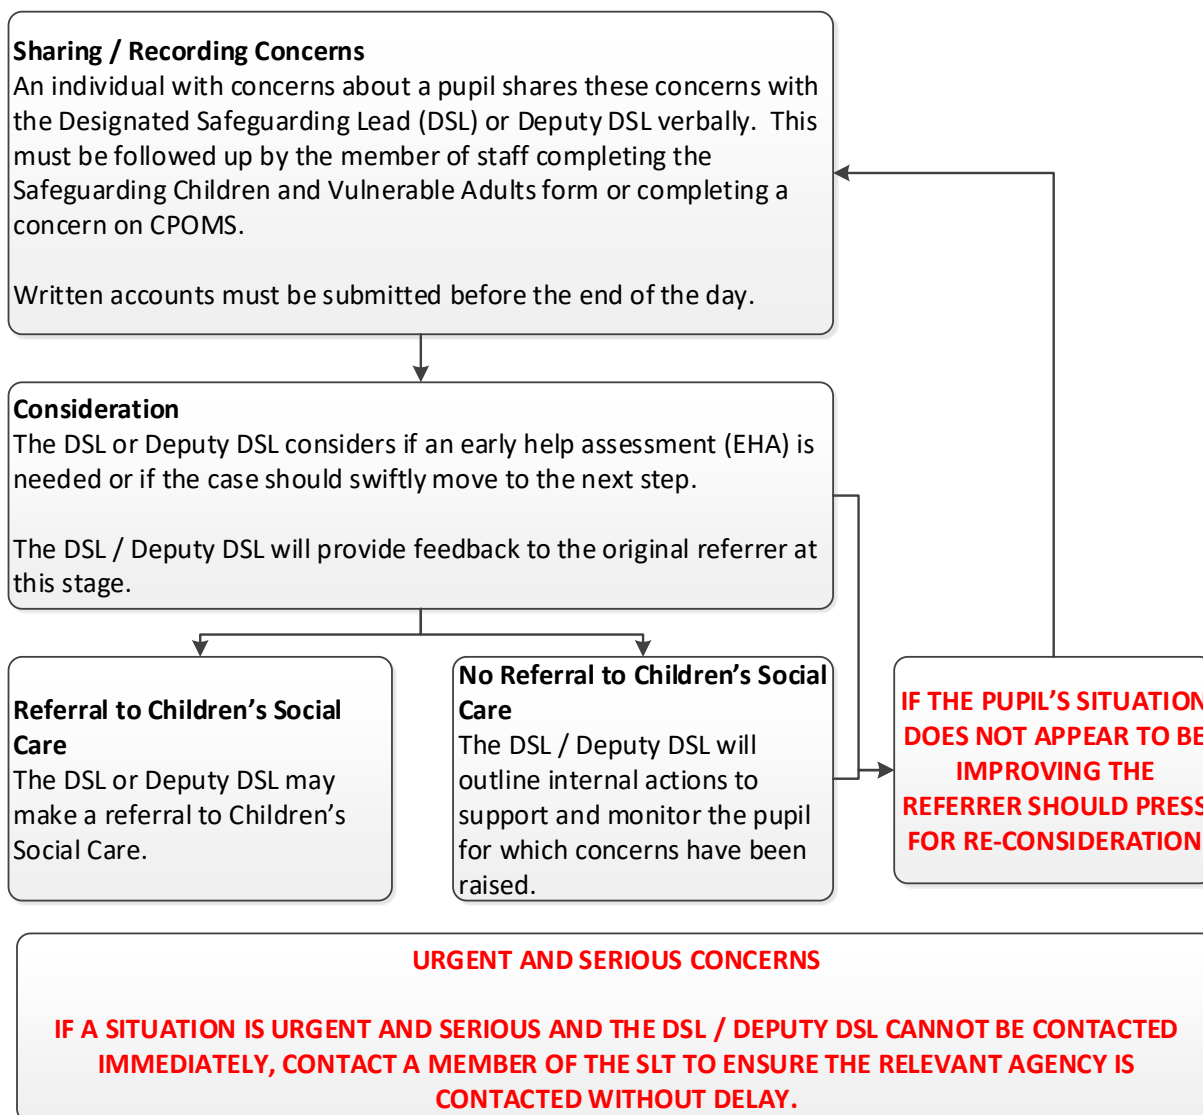 Sharing / Recording Concerns
An individual with concerns about a pupil shares these concerns with
the Designated Safeguarding Lead (DSL) or Deputy DSL verbally.  This
must be followed up by the member of staff completing the
Safeguarding Children and Vulnerable Adults form or completing a
concern on CPOMS.
Written accounts must be submitted before the end of the day.
Consideration
The DSL or Deputy DSL considers if an early help assessment (EHA) is
needed or if the case should swiftly move to the next step.
The DSL / Deputy DSL will provide feedback to the original referrer at
this stage.
Referral to Children’s Social
Care
The DSL or Deputy DSL may
make a referral to Children’s
Social Care.
No Referral to Children’s Social
Care
The DSL / Deputy DSL will
outline internal actions to
support and monitor the pupil
for which concerns have been
raised.
IF THE PUPIL’S SITUATION
DOES NOT APPEAR TO BE
IMPROVING THE
REFERRER SHOULD PRESS
FOR RE-CONSIDERATION
URGENT AND SERIOUS CONCERNS
IF A SITUATION IS URGENT AND SERIOUS AND THE DSL / DEPUTY DSL CANNOT BE CONTACTED
IMMEDIATELY, CONTACT A MEMBER OF THE SLT TO ENSURE THE RELEVANT AGENCY IS
CONTACTED WITHOUT DELAY.